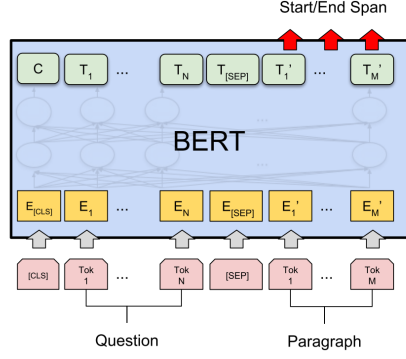 Start/End Span
C T1 ... TN T[SEP] T1' ... TM'
...
BERT
...
E[CLS] E1 ... EN E[SEP] E1' ... EM'
[CLS] Tok 1 ... Tok N [SEP] Tok 1 ... Tok M
Question Paragraph